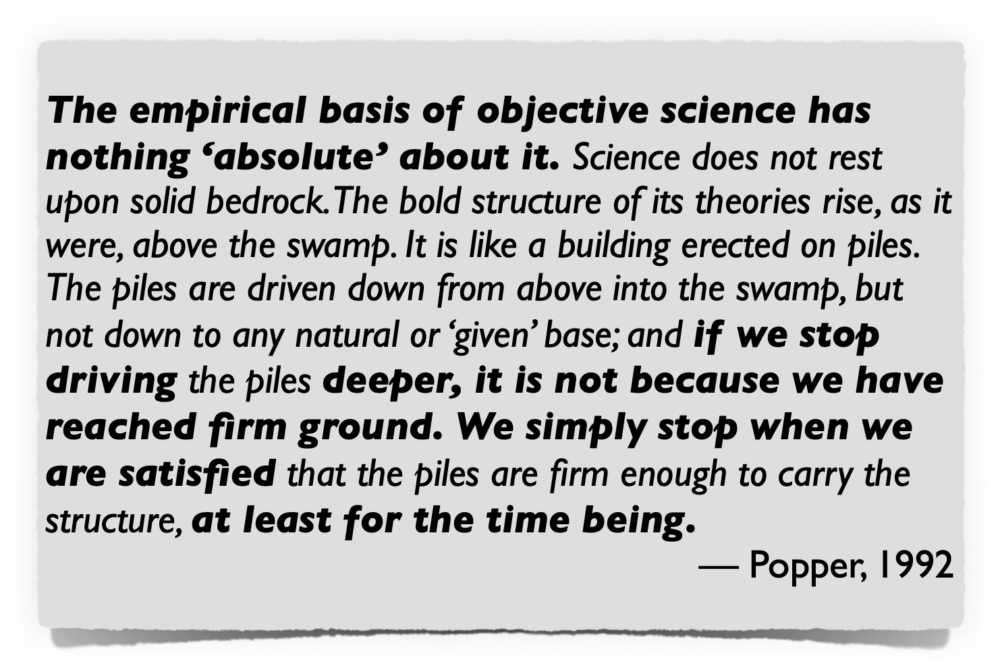 The empirical basis of objective science has
nothing ‘absolute’ about it. Science does not rest
upon solid bedrock. The bold structure of its theories rise, as it
were, above the swamp. It is like a building erected on piles.
The piles are driven down from above into the swamp, but
not down to any natural or ‘given’ base; and if we stop
driving the piles deeper, it is not because we have
reached firm ground. We simply stop when we
are satisfied that the piles are firm enough to carry the
structure, at least for the time being.
— Popper, 1992